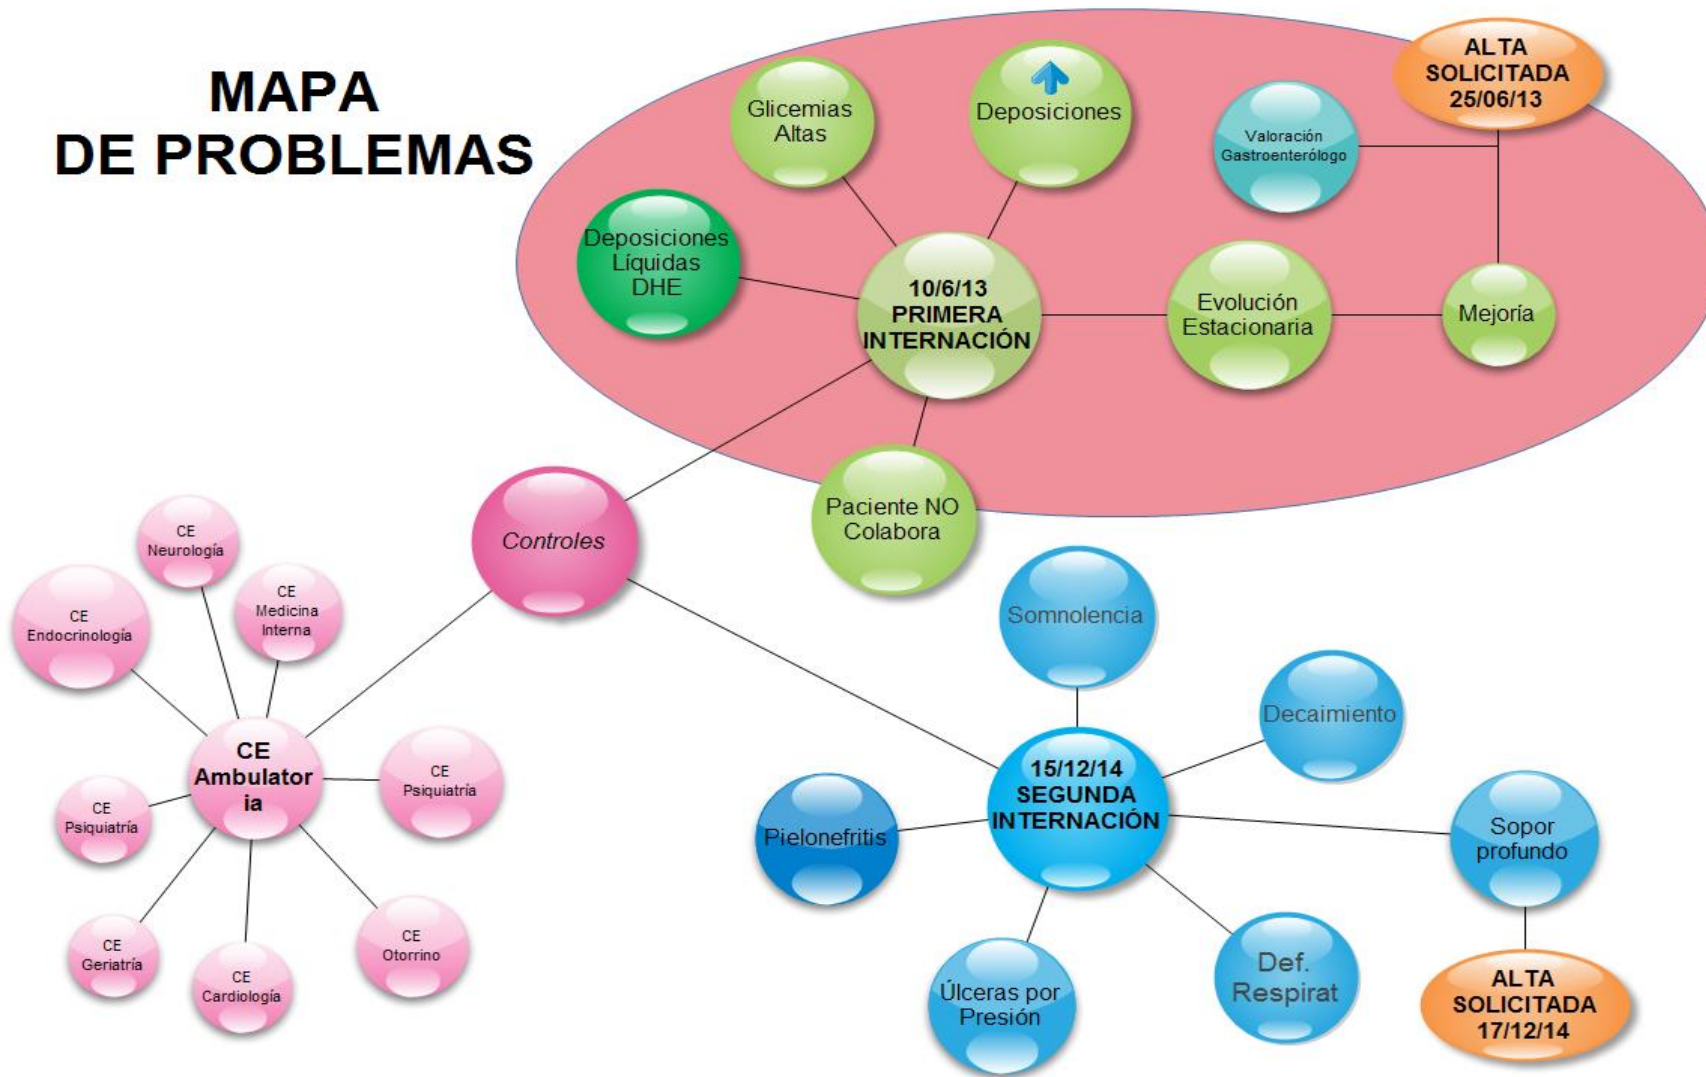 MAPA
DE PROBLEMAS
Glicemias
Altas
Deposiciones
ALTA
SOLICITADA
25/06/13
Valoración
Gastroenterólogo
Deposiciones
Líquidas
DHE
10/6/13
PRIMERA
INTERNACIÓN
Evolución
Estacionaria
Mejoría
Paciente NO
Colabora
Controles
CE
Neurología
CE
Medicina
Interna
CE
Endocrinología
CE
Ambulator
ia
CE
Psiquiatría
CE
Psiquiatría
CE
Geriatría
CE
Cardiología
CE
Otorrino
Somnolencia
Decaimiento
15/12/14
SEGUNDA
INTERNACIÓN
Pielonefritis
Sopor
profundo
Úlceras por
Presión
Def.
Respirat
ALTA
SOLICITADA
17/12/14